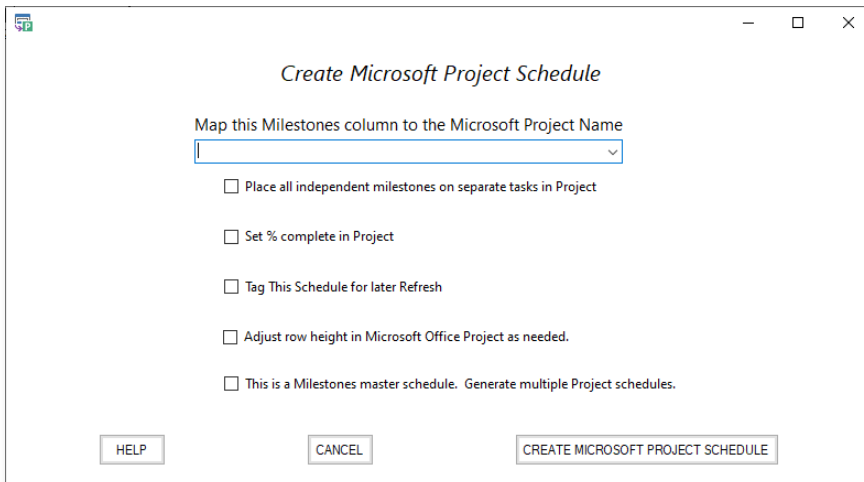 Create Microsoft Project Schedule
Map this Milestones column to the Microsoft Project Name
Place all independent milestones on separate tasks in Project
Set % complete in Project
Tag This Schedule for later Refresh
Adjust row height in Microsoft Office Project as needed.
This is a Milestones master schedule.  Generate multiple Project schedules.
HELP
CANCEL
CREATE MICROSOFT PROJECT SCHEDULE